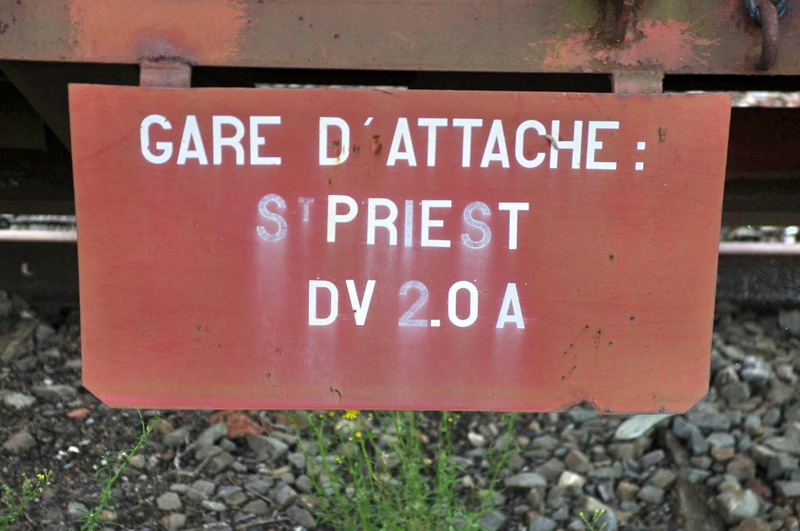 GARE D'ATTACHE:
ST PRIEST
DV 2.0 A